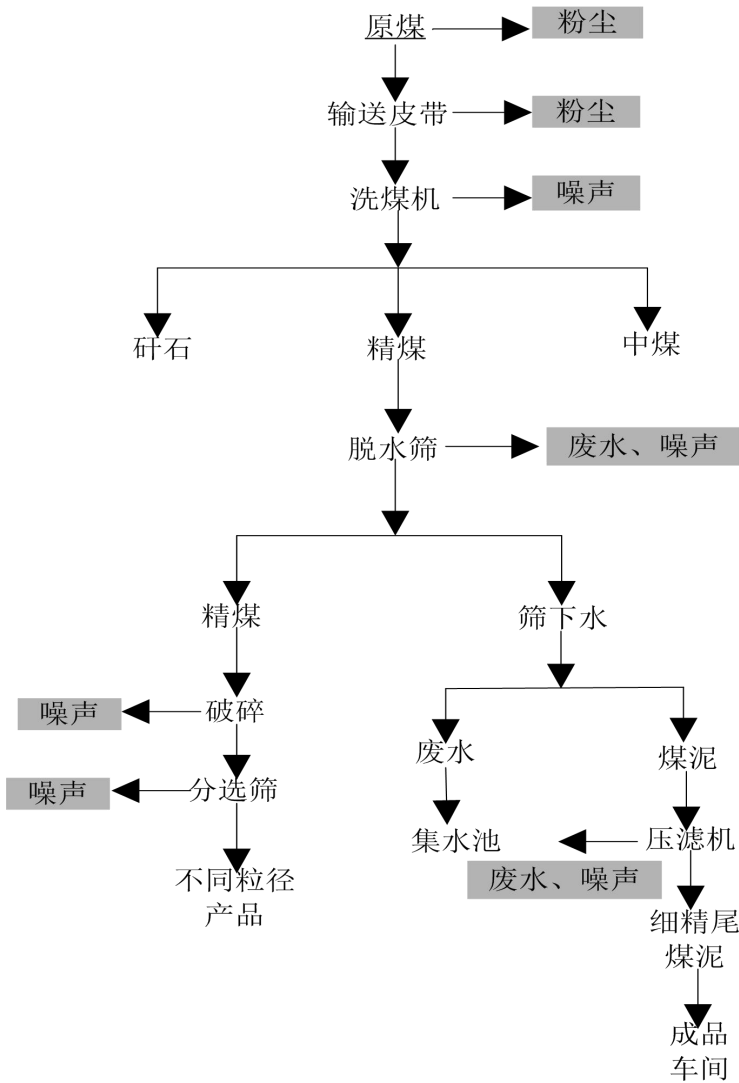 原煤
粉尘
输送皮带
粉尘
洗煤机
噪声
矸石
精煤
中煤
脱水筛
废水、噪声
精煤
筛下水
噪声
破碎
废水
煤泥
噪声
分选筛
集水池
压滤机
不同粒径
产品
废水、噪声
细精尾
煤泥
成品
车间